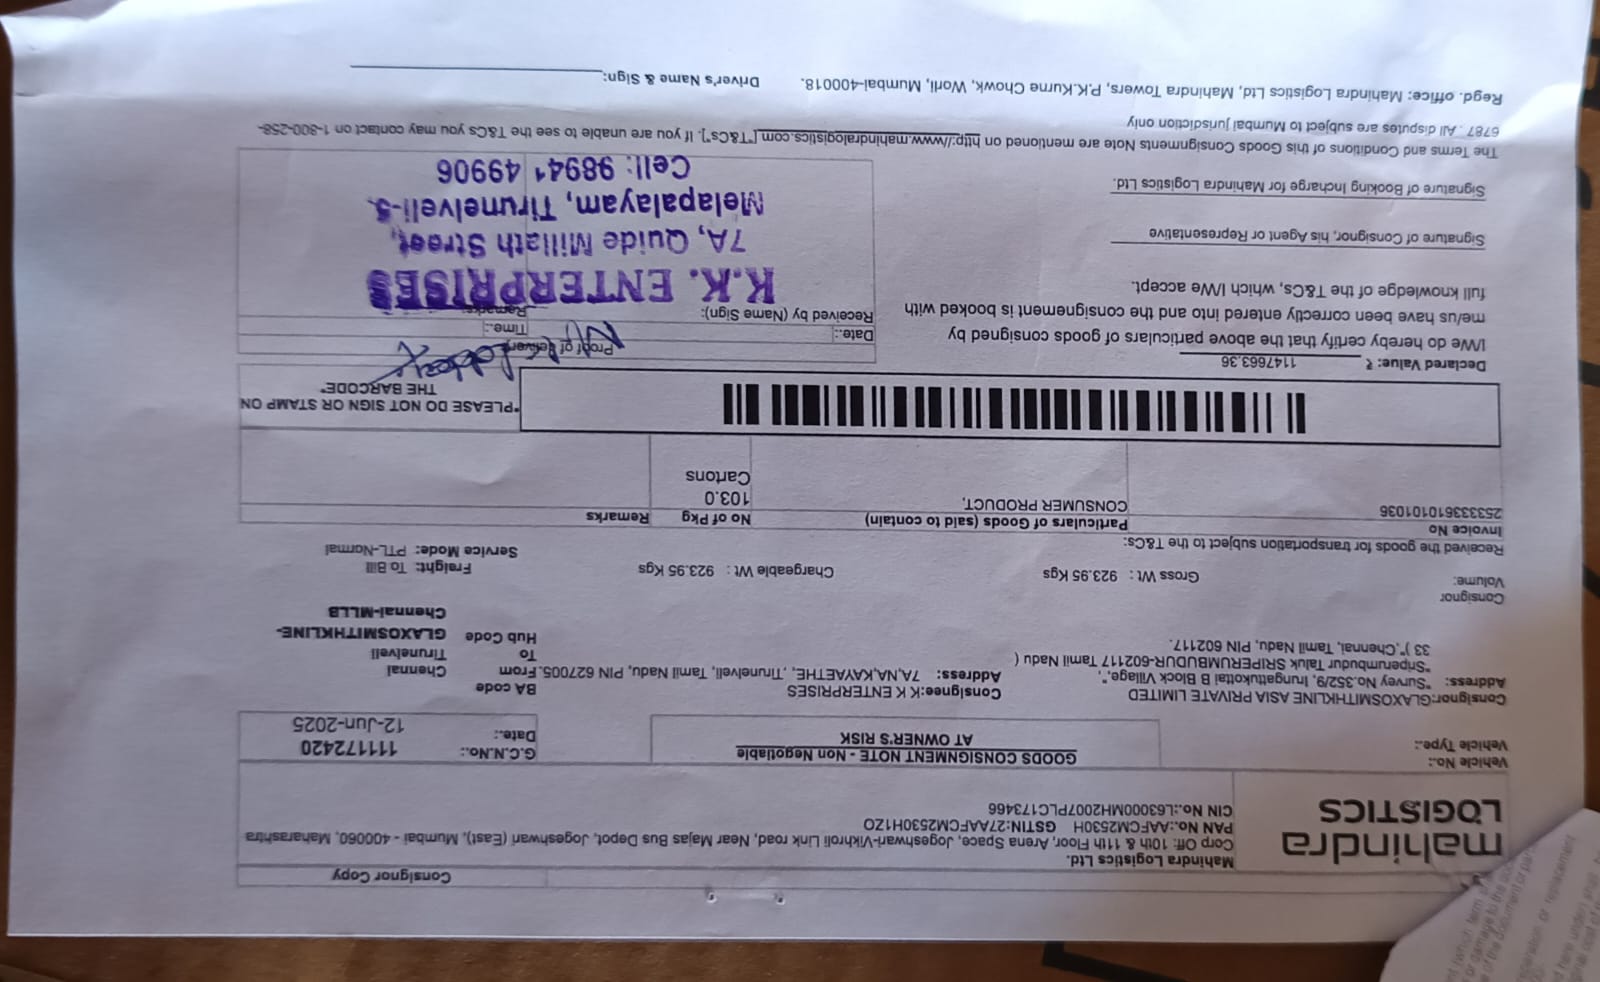 Consignor Copy
mahindra
LOGISTICS
Mahindra Logistics Ltd.
Corp Off: 10th & 11th Floor, Arena Space, Jogeshwari-Vikhroli Link road, Near Majas Bus Depot, Jogeshwari (East), Mumbai - 400060, Maharashtra
PAN No.:AAFCM2530H GSTIN:27AAFCM2530H1ZO
CIN No.:L63000MH2007PLC173466
Vehicle No.:
Vehicle Type.:
GOODS CONSIGNMENT NOTE - Non Negotiable
AT OWNER'S RISK
G.C.N.No.: 1111172420
Date.: 12-Jun-2025
Consignor:GLAXOSMITHKLINE ASIA PRIVATE LIMITED
Address: "Survey No.352/9, Irungattukottai B Block Village,",
"Sriperumbudur Taluk SRIPERUMBUDUR-602117 Tamil Nadu (
33 )",Chennai, Tamil Nadu, PIN 602117.
Consignee:K K ENTERPRISES
Address: 7A,NA,KAYAETHE, ,Tirunelveli, Tamil Nadu, PIN 627005.
BA code
From Chennai
To Tirunelveli
Hub Code GLAXOSMITHKLINE-
Chennai-MLLB
Consignor
Volume:
Gross Wt : 923.95 Kgs
Chargeable Wt : 923.95 Kgs
Freight: To Bill
Service Mode: PTL-Normal
Received the goods for transportation subject to the T&Cs:
Invoice No
Particulars of Goods (said to contain)
No of Pkg
Remarks
253333610101036
CONSUMER PRODUCT,
103.0
Cartons
*PLEASE DO NOT SIGN OR STAMP ON
THE BARCODE*
Declared Value: ₹ 1147663.36
I/We do hereby certify that the above particulars of goods consigned by
me/us have been correctly entered into and the consignement is booked with
full knowledge of the T&Cs, which I/We accept.
Signature of Consignor, his Agent or Representative
Signature of Booking Incharge for Mahindra Logistics Ltd.
Proof of Delivery
Date.:
Time.:
Received by (Name Sign):
Remarks:
K.K. ENTERPRISES
7A, Quide Millath Street,
Melapalayam, Tirunelveli-5.
Cell: 98941 49906
The Terms and Conditions of this Goods Consignments Note are mentioned on http://www.mahindralogistics.com ["T&Cs"]. If you are unable to see the T&Cs you may contact on 1-800-258-
6787 . All disputes are subject to Mumbai jurisdiction only
Regd. office: Mahindra Logistics Ltd, Mahindra Towers, P.K.Kurne Chowk, Worli, Mumbai-400018.
Driver's Name & Sign: